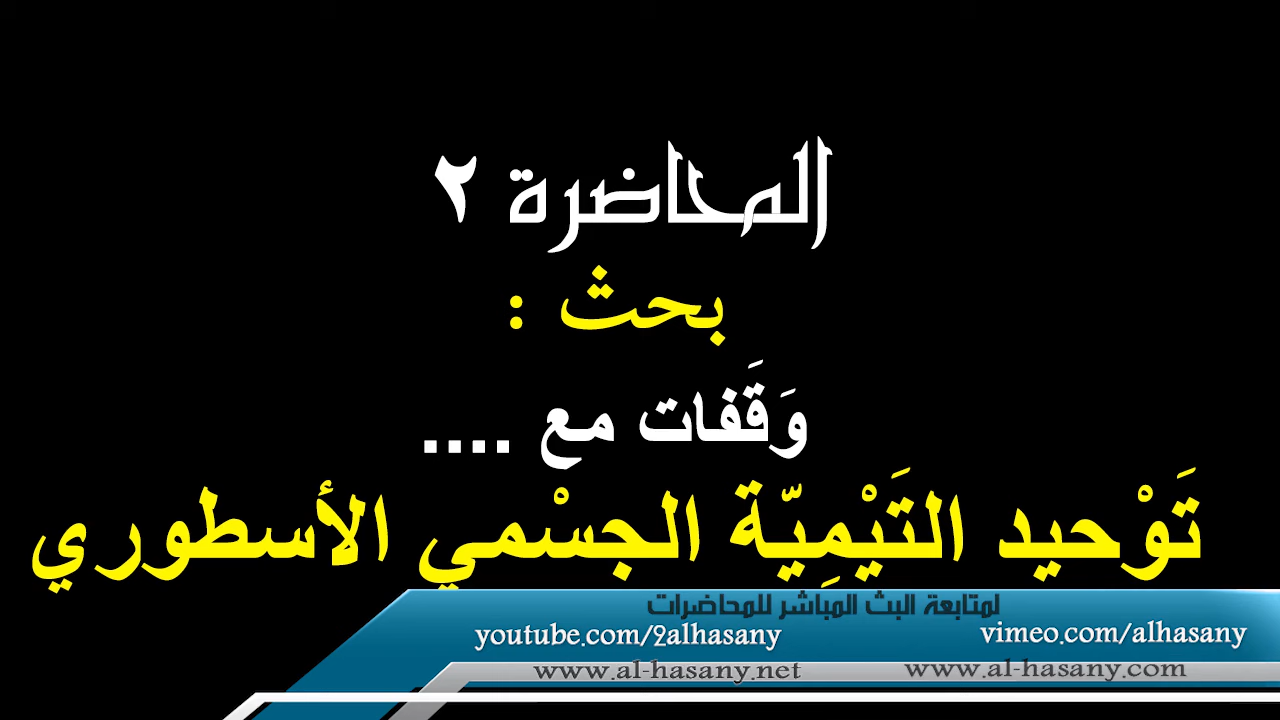 المحاضرة ٢
بحث :
وَقَفات مع ....
تَوْحيد التَيْمِيّة الجسْمي الأسطوري
لمتابعة البث المباشر للمحاضرات
youtube.com/2alhasany
vimeo.com/alhasany
www.al-hasany.net
www.al-hasany.com